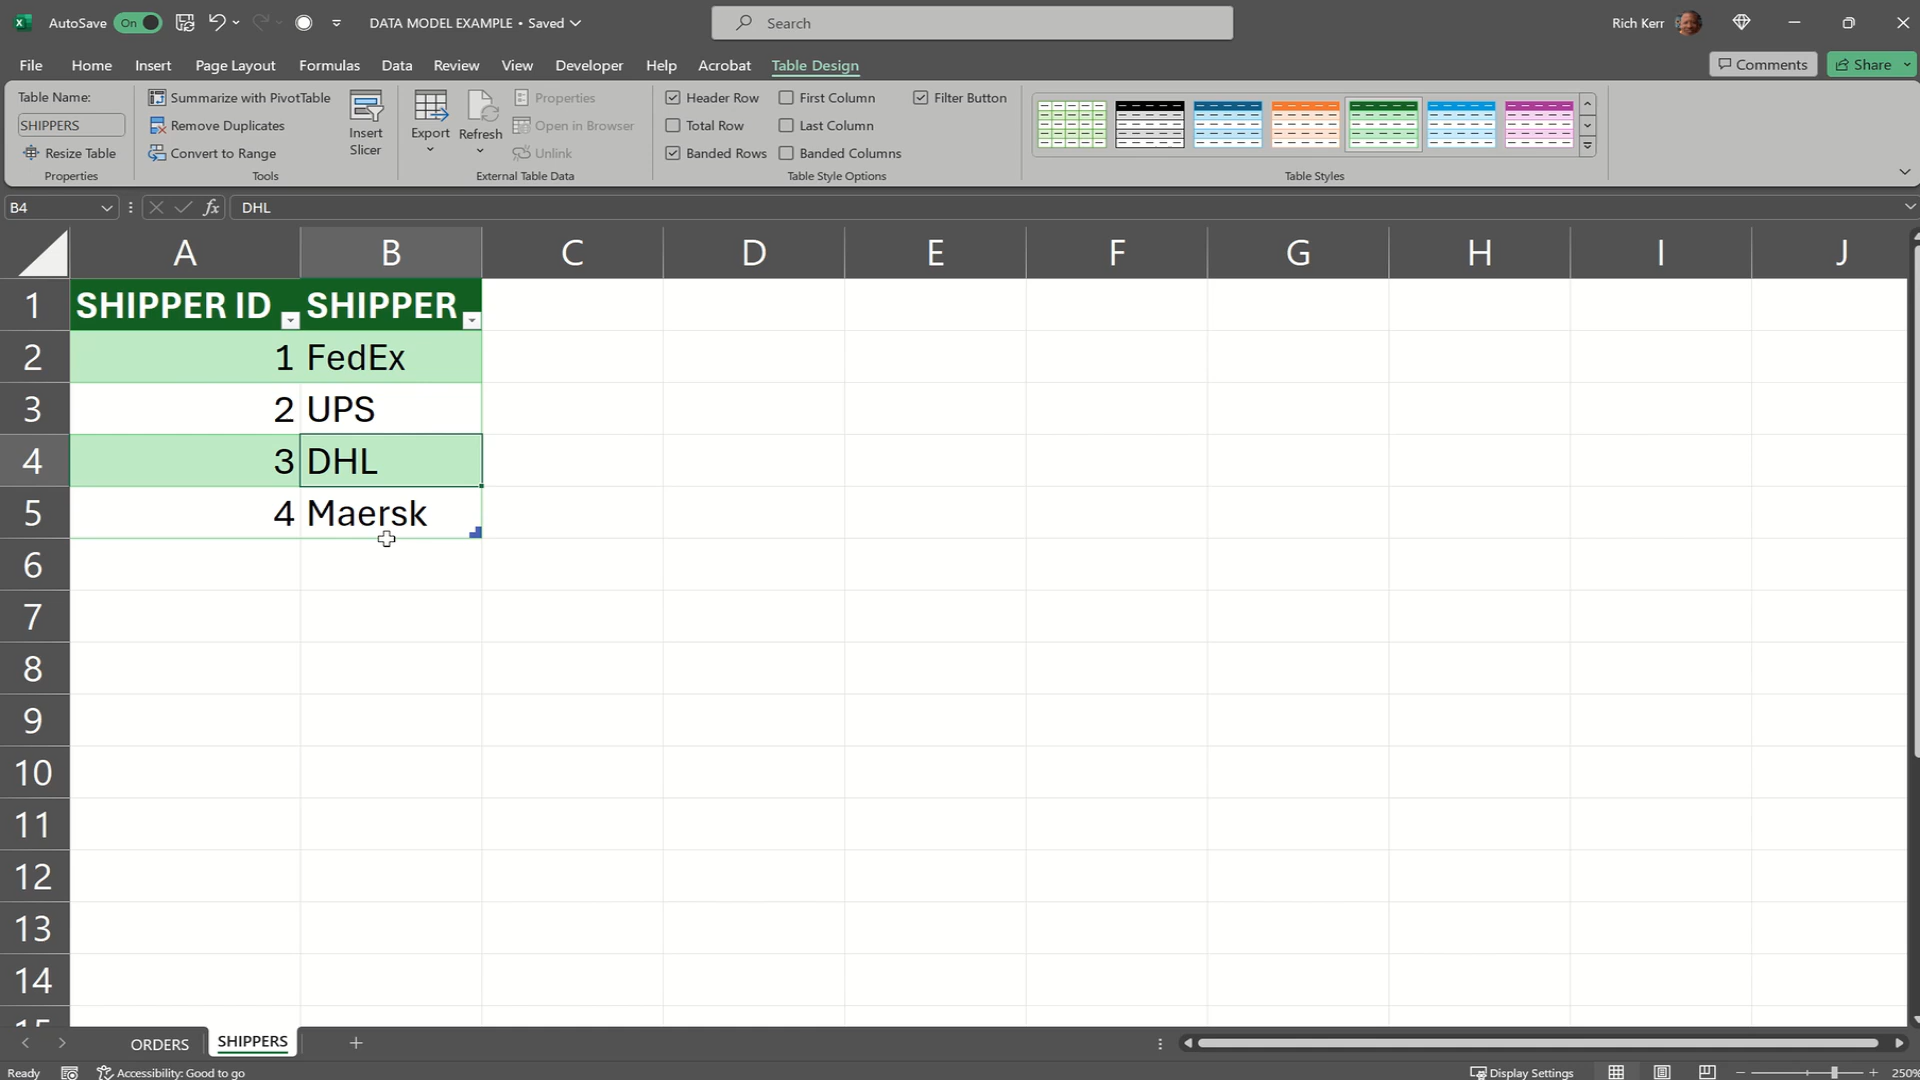 AutoSave On DATA MODEL EXAMPLE • Saved Search Rich Kerr
File Home Insert Page Layout Formulas Data Review View Developer Help Acrobat Table Design Comments Share
Table Name:
SHIPPERS
Resize Table
Properties
Summarize with PivotTable
Remove Duplicates
Convert to Range
Tools
Insert
Slicer
Export
Refresh
Properties
Open in Browser
Unlink
External Table Data
Header Row
Total Row
Banded Rows
First Column
Last Column
Banded Columns
Filter Button
Table Style Options
Table Styles
B4 fx DHL
A B C D E F G H I J
1 SHIPPER ID SHIPPER
2 1 FedEx
3 2 UPS
4 3 DHL
5 4 Maersk
6
7
8
9
10
11
12
13
14
15
ORDERS SHIPPERS
Ready Accessibility: Good to go Display Settings 250%